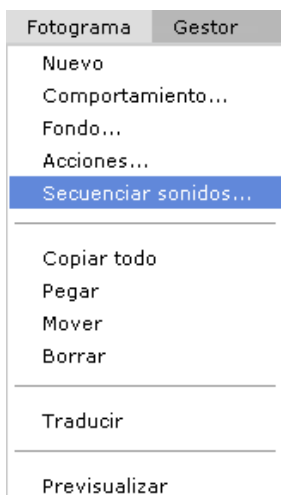 Fotograma Gestor
Nuevo
Comportamiento...
Fondo...
Acciones...
Secuenciar sonidos...
Copiar todo
Pegar
Mover
Borrar
Traducir
Previsualizar